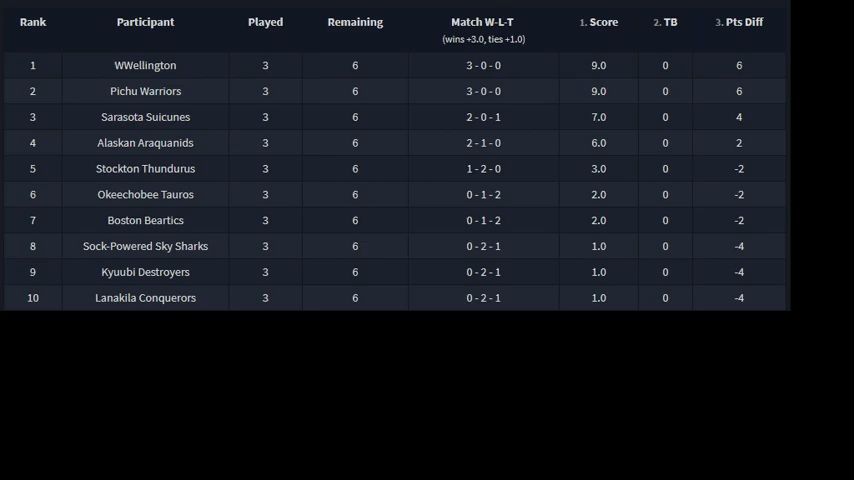 Rank Participant Played Remaining Match W-L-T 1. Score 2. TB 3. Pts Diff
(wins +3.0, ties +1.0)
1 WWellington 3 6 3 - 0 - 0 9.0 0 6
2 Pichu Warriors 3 6 3 - 0 - 0 9.0 0 6
3 Sarasota Suicunes 3 6 2 - 0 - 1 7.0 0 4
4 Alaskan Araquanids 3 6 2 - 1 - 0 6.0 0 2
5 Stockton Thundurus 3 6 1 - 2 - 0 3.0 0 -2
6 Okeechobee Tauros 3 6 0 - 1 - 2 2.0 0 -2
7 Boston Beartics 3 6 0 - 1 - 2 2.0 0 -2
8 Sock-Powered Sky Sharks 3 6 0 - 2 - 1 1.0 0 -4
9 Kyuubi Destroyers 3 6 0 - 2 - 1 1.0 0 -4
10 Lanakila Conquerors 3 6 0 - 2 - 1 1.0 0 -4